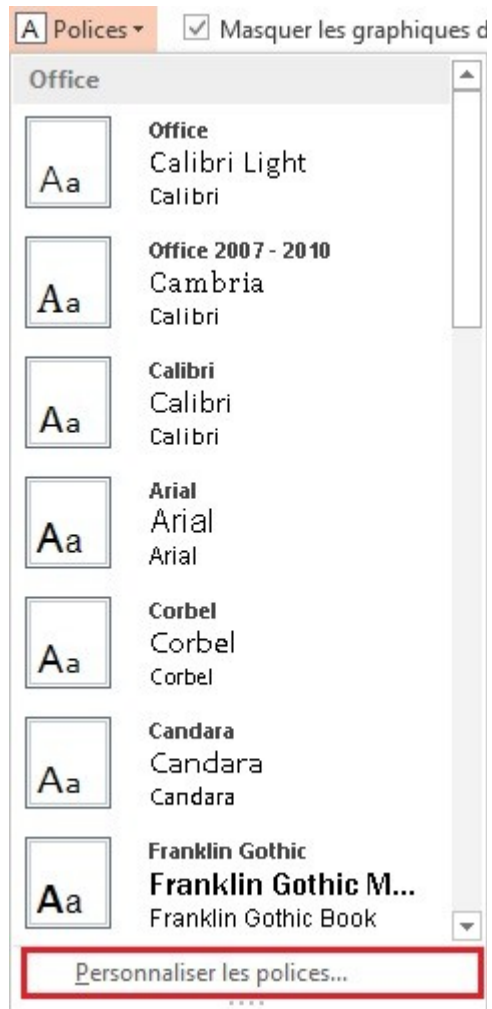 A Polices Masquer les graphiques d
Office
Aa
Office
Calibri Light
Calibri
Aa
Office 2007 - 2010
Cambria
Calibri
Aa
Calibri
Calibri
Calibri
Aa
Arial
Arial
Arial
Aa
Corbel
Corbel
Corbel
Aa
Candara
Candara
Candara
Aa
Franklin Gothic
Franklin Gothic M...
Franklin Gothic Book
Personnaliser les polices...